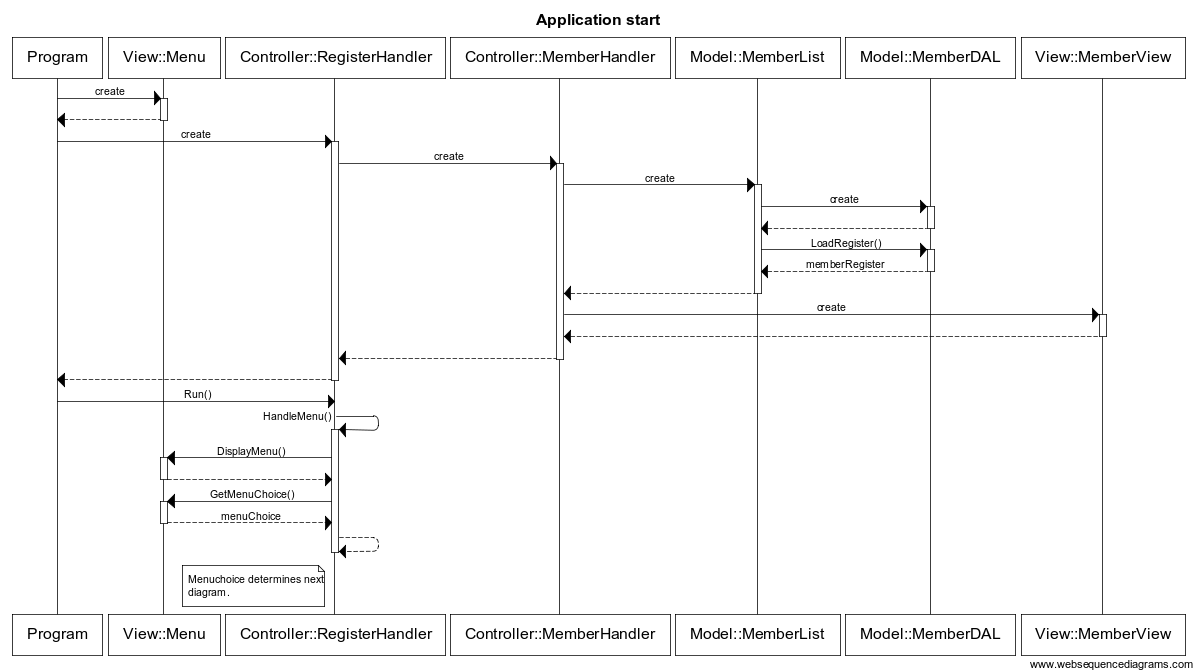 Application start
Program
View::Menu
Controller::RegisterHandler
Controller::MemberHandler
Model::MemberList
Model::MemberDAL
View::MemberView
create
create
create
create
create
LoadRegister()
memberRegister
create
Run()
HandleMenu()
DisplayMenu()
GetMenuChoice()
menuChoice
Menuchoice determines next
diagram.
Program
View::Menu
Controller::RegisterHandler
Controller::MemberHandler
Model::MemberList
Model::MemberDAL
View::MemberView
www.websequencediagrams.com